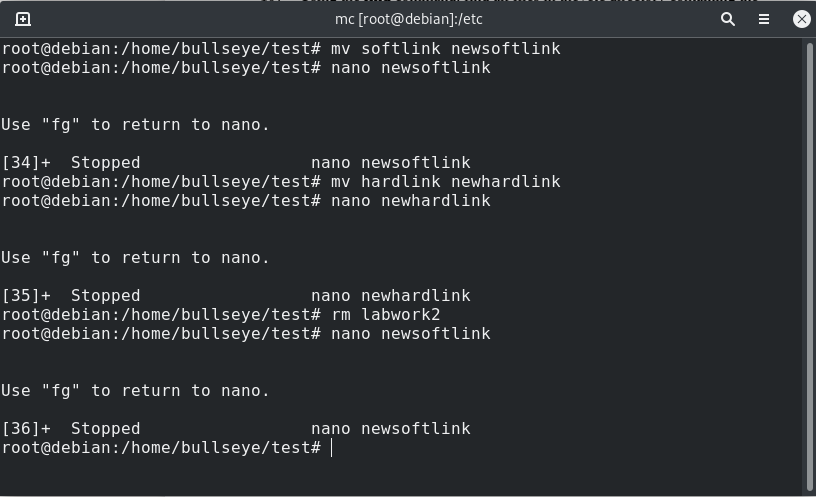 mc [root@debian]:/etc
root@debian:/home/bullseye/test# mv softlink newsoftlink
root@debian:/home/bullseye/test# nano newsoftlink
Use "fg" to return to nano.
[34]+  Stopped                 nano newsoftlink
root@debian:/home/bullseye/test# mv hardlink newhardlink
root@debian:/home/bullseye/test# nano newhardlink
Use "fg" to return to nano.
[35]+  Stopped                 nano newhardlink
root@debian:/home/bullseye/test# rm labwork2
root@debian:/home/bullseye/test# nano newsoftlink
Use "fg" to return to nano.
[36]+  Stopped                 nano newsoftlink
root@debian:/home/bullseye/test#